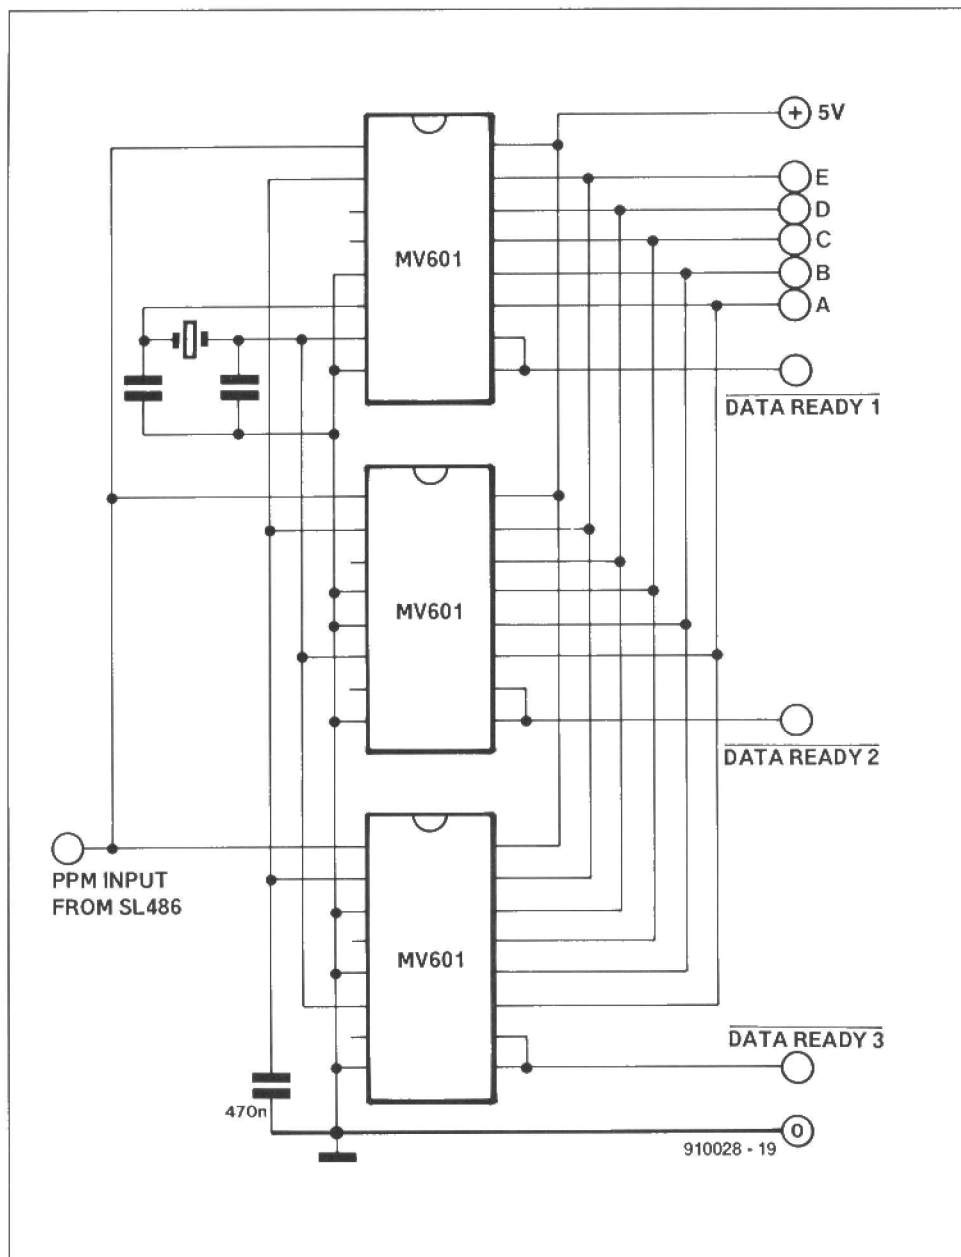 + 5V
E
D
C
B
A
MV601
DATA READY 1
MV601
DATA READY 2
PPM INPUT
FROM SL486
MV601
DATA READY 3
470n
0
910028 - 19